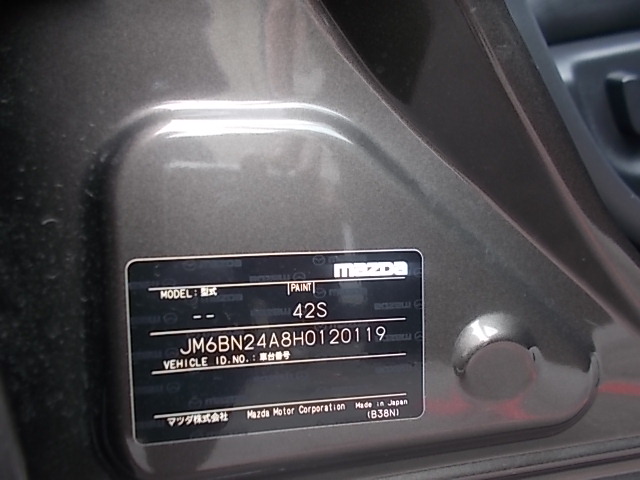 mazda
MODEL: 型式 PAINT
-- 42S
JM6BN24A8H0120119
VEHICLE ID.NO.: 車台番号
マツダ株式会社 Mazda Motor Corporation Made in Japan
(B38N)